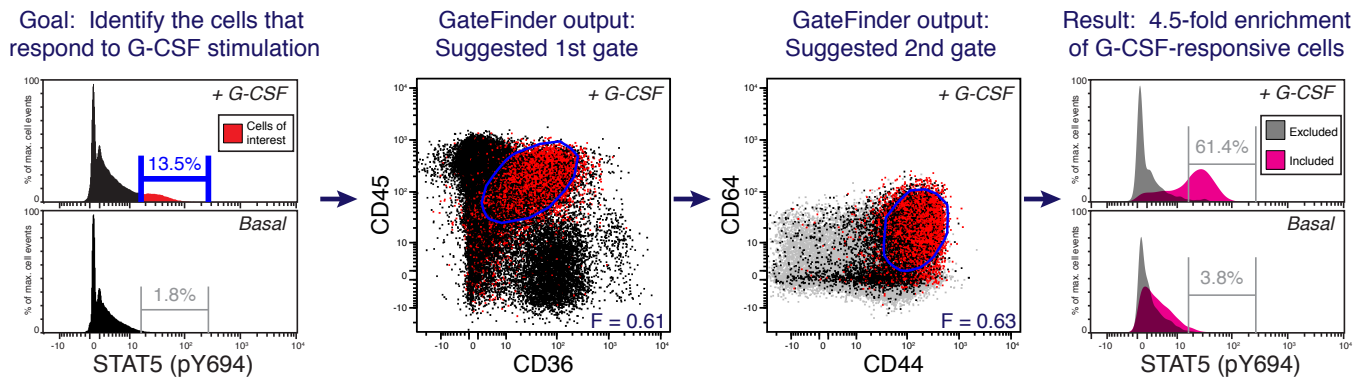 Goal: Identify the cells that
respond to G-CSF stimulation
100
+ G-CSF
Cells of
interest
13.5%
% of max. cell events
0
100
Basal
1.8%
% of max. cell events
0
-10 0 10 10² 10³ 10⁴
STAT5 (pY694)
GateFinder output:
Suggested 1st gate
+ G-CSF
10⁴
10³
10²
10
0
-10
CD45
F = 0.61
-10 0 10 10² 10³ 10⁴
CD36
GateFinder output:
Suggested 2nd gate
+ G-CSF
10⁴
10³
10²
10
0
-10
CD64
F = 0.63
-10 0 10 10² 10³ 10⁴
CD44
Result: 4.5-fold enrichment
of G-CSF-responsive cells
100
+ G-CSF
Excluded
Included
61.4%
% of max. cell events
0
100
Basal
3.8%
% of max. cell events
0
-10 0 10 10² 10³ 10⁴
STAT5 (pY694)